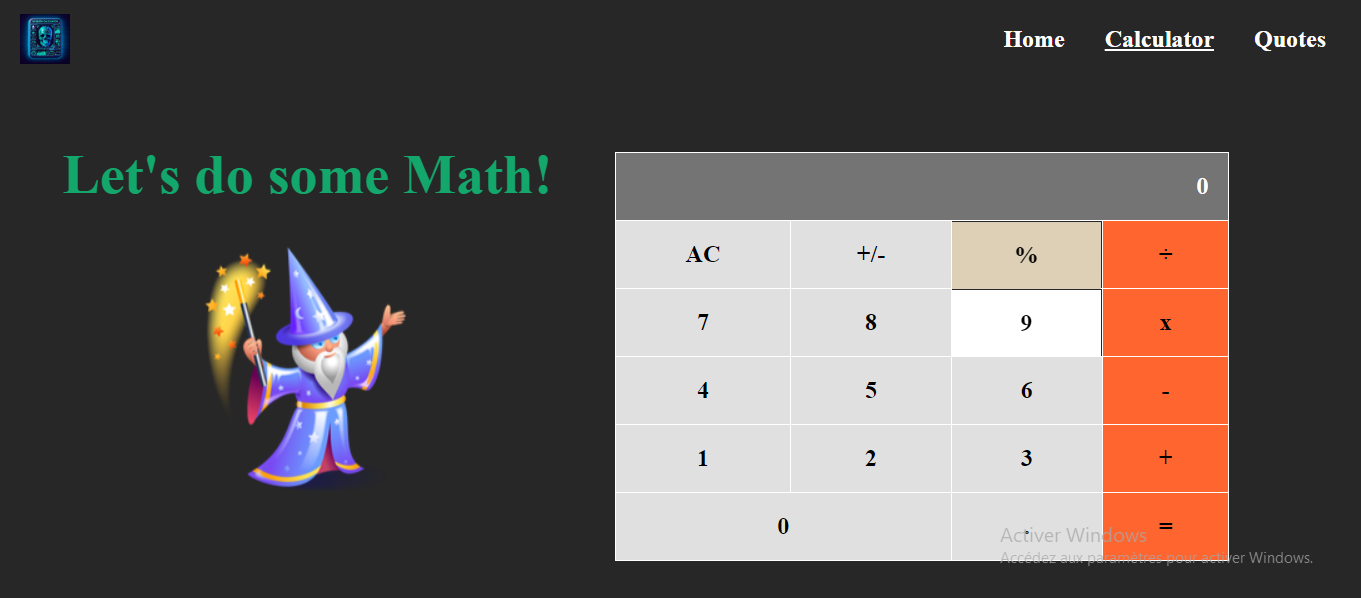 Home Calculator Quotes
Let's do some Math!
0
AC +/- % ÷
7 8 9 x
4 5 6 -
1 2 3 +
0 . =
Activer Windows
Accédez aux paramètres pour activer Windows.